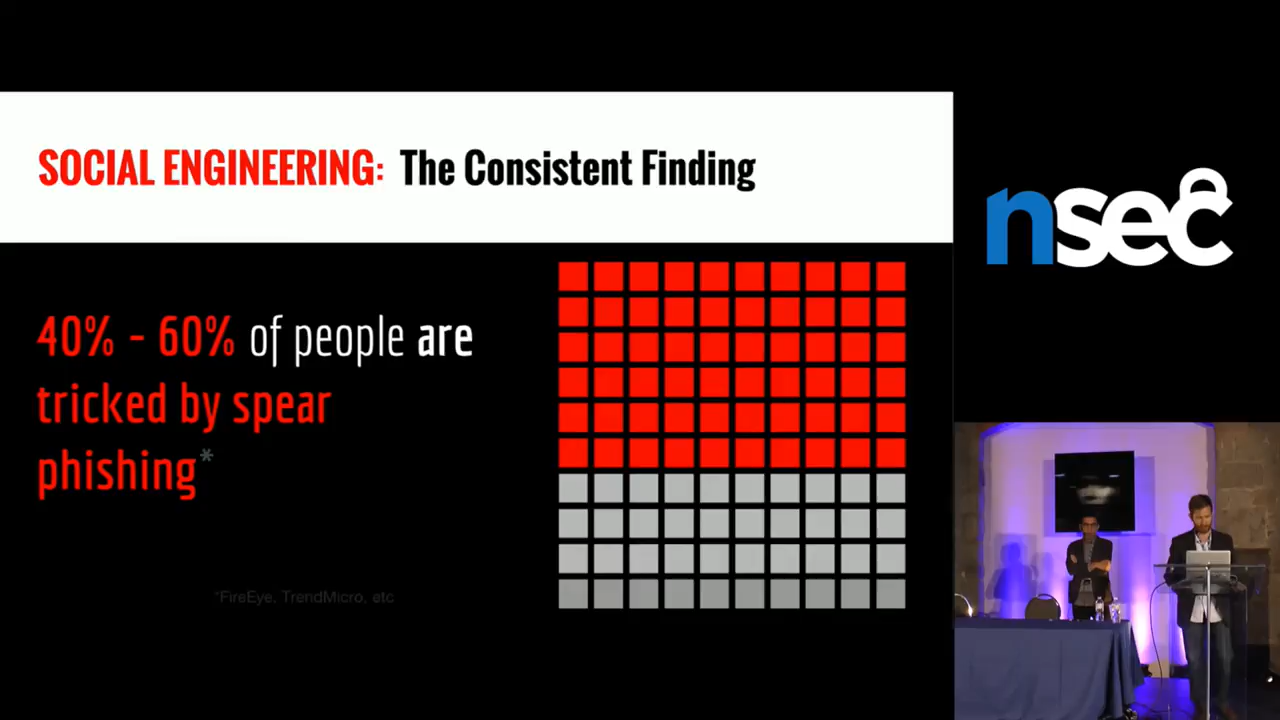 SOCIAL ENGINEERING: The Consistent Finding
40% - 60% of people are
tricked by spear
phishing*
*FireEye, TrendMicro, etc
nsec